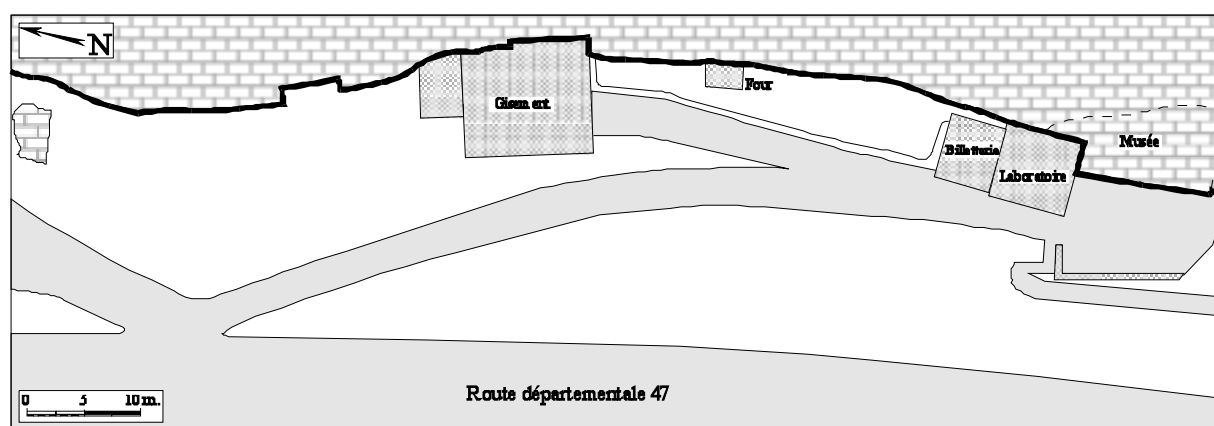 N
Gisement
Four
Billetterie
Musée
Laboratoire
Route départementale 47
0 5 10 m.